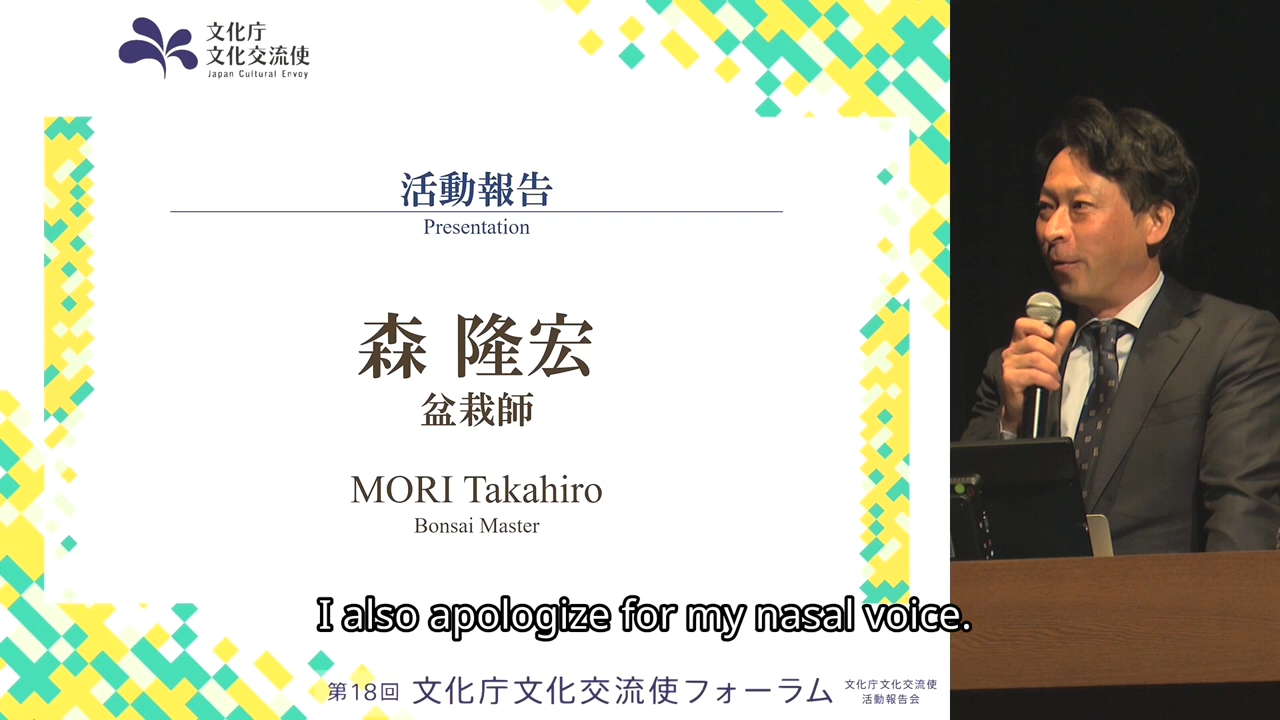 文化庁
文化交流使
Japan Cultural Envoy
活動報告
Presentation
森 隆宏
盆栽師
MORI Takahiro
Bonsai Master
I also apologize for my nasal voice.
第18回 文化庁文化交流使フォーラム
文化庁文化交流使
活動報告会